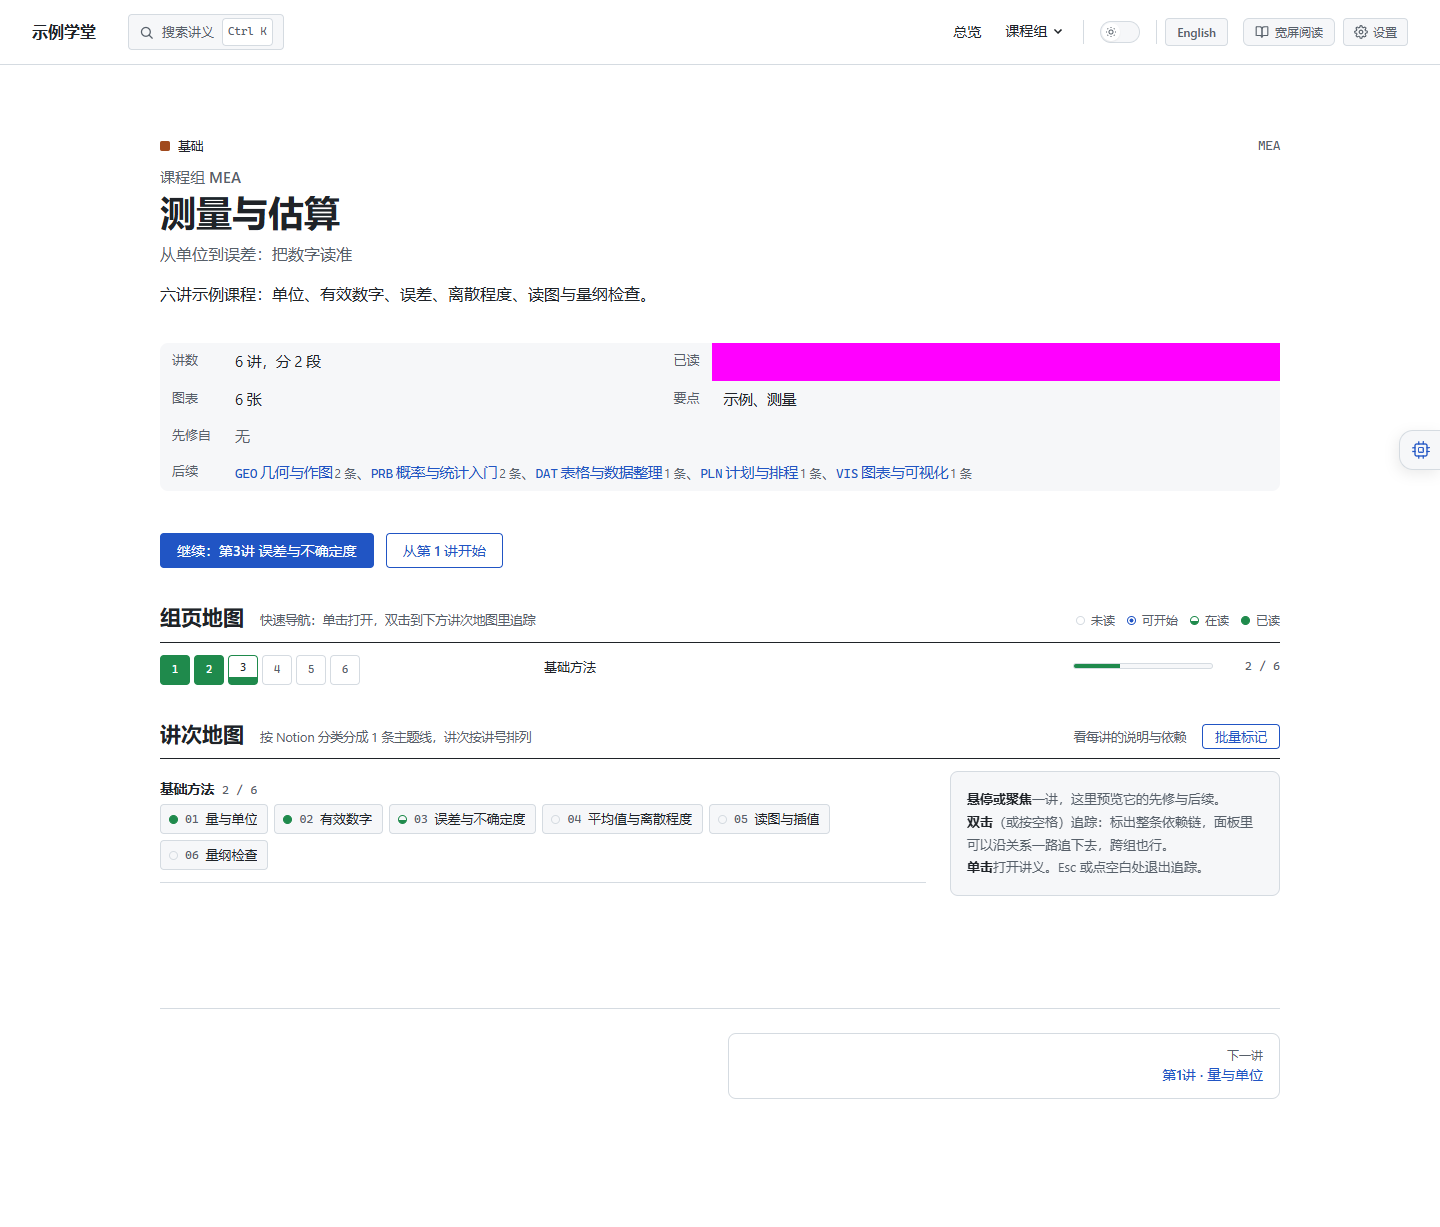 示例学堂
搜索讲义 Ctrl K
总览
课程组
English
宽屏阅读
设置
基础
MEA
课程组 MEA
测量与估算
从单位到误差：把数字读准
六讲示例课程：单位、有效数字、误差、离散程度、读图与量纲检查。
讲数 6 讲，分 2 段
已读
图表 6 张
要点 示例、测量
先修自 无
后续 GEO 几何与作图 2 条、PRB 概率与统计入门 2 条、DAT 表格与数据整理 1 条、PLN 计划与排程 1 条、VIS 图表与可视化 1 条
继续：第3讲 误差与不确定度
从第 1 讲开始
组页地图 快速导航：单击打开，双击到下方讲次地图里追踪
未读 可开始 在读 已读
1 2 3 4 5 6
基础方法
2 / 6
讲次地图 按 Notion 分类分成 1 条主题线，讲次按讲号排列
看每讲的说明与依赖
批量标记
基础方法 2 / 6
01 量与单位
02 有效数字
03 误差与不确定度
04 平均值与离散程度
05 读图与插值
06 量纲检查
悬停或聚焦一讲，这里预览它的先修与后续。
双击（或按空格）追踪：标出整条依赖链，面板里
可以沿关系一路追下去，跨组也行。
单击打开讲义。Esc 或点空白处退出追踪。
下一讲
第1讲 · 量与单位